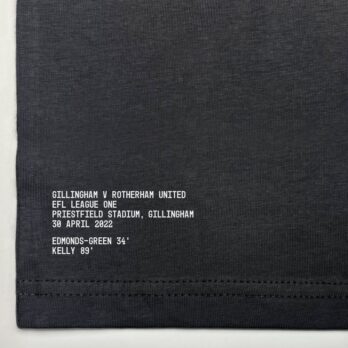 GILLINGHAM V ROTHERHAM UNITED
EFL LEAGUE ONE
PRIESTFIELD STADIUM, GILLINGHAM
30 APRIL 2022
EDMONDS-GREEN 34'
KELLY 89'